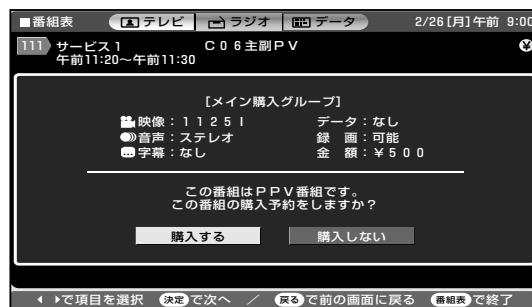 ■番組表 テレビ ラジオ データ 2/26[月]午前 9:00
111 サービス1 C06主副PV ¥
午前11:20~午前11:30
[メイン購入グループ]
映像:1125I データ:なし
音声:ステレオ 録 画:可能
字幕:なし 金 額:¥500
この番組はPPV番組です。
この番組の購入予約をしますか?
購入する 購入しない
で項目を選択 決定で次へ / 戻るで前の画面に戻る 番組表で終了